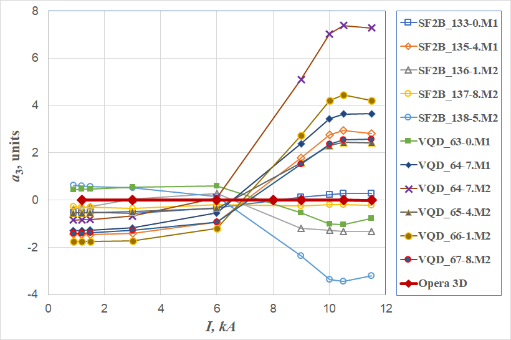 8
6
4
2
0
-2
-4
a3, units
0
2
4
6
8
10
12
I, kA
SF2B_133-0.M1
SF2B_135-4.M1
SF2B_136-1.M2
SF2B_137-8.M2
SF2B_138-5.M2
VQD_63-0.M1
VQD_64-7.M1
VQD_64-7.M2
VQD_65-4.M2
VQD_66-1.M2
VQD_67-8.M2
Opera 3D